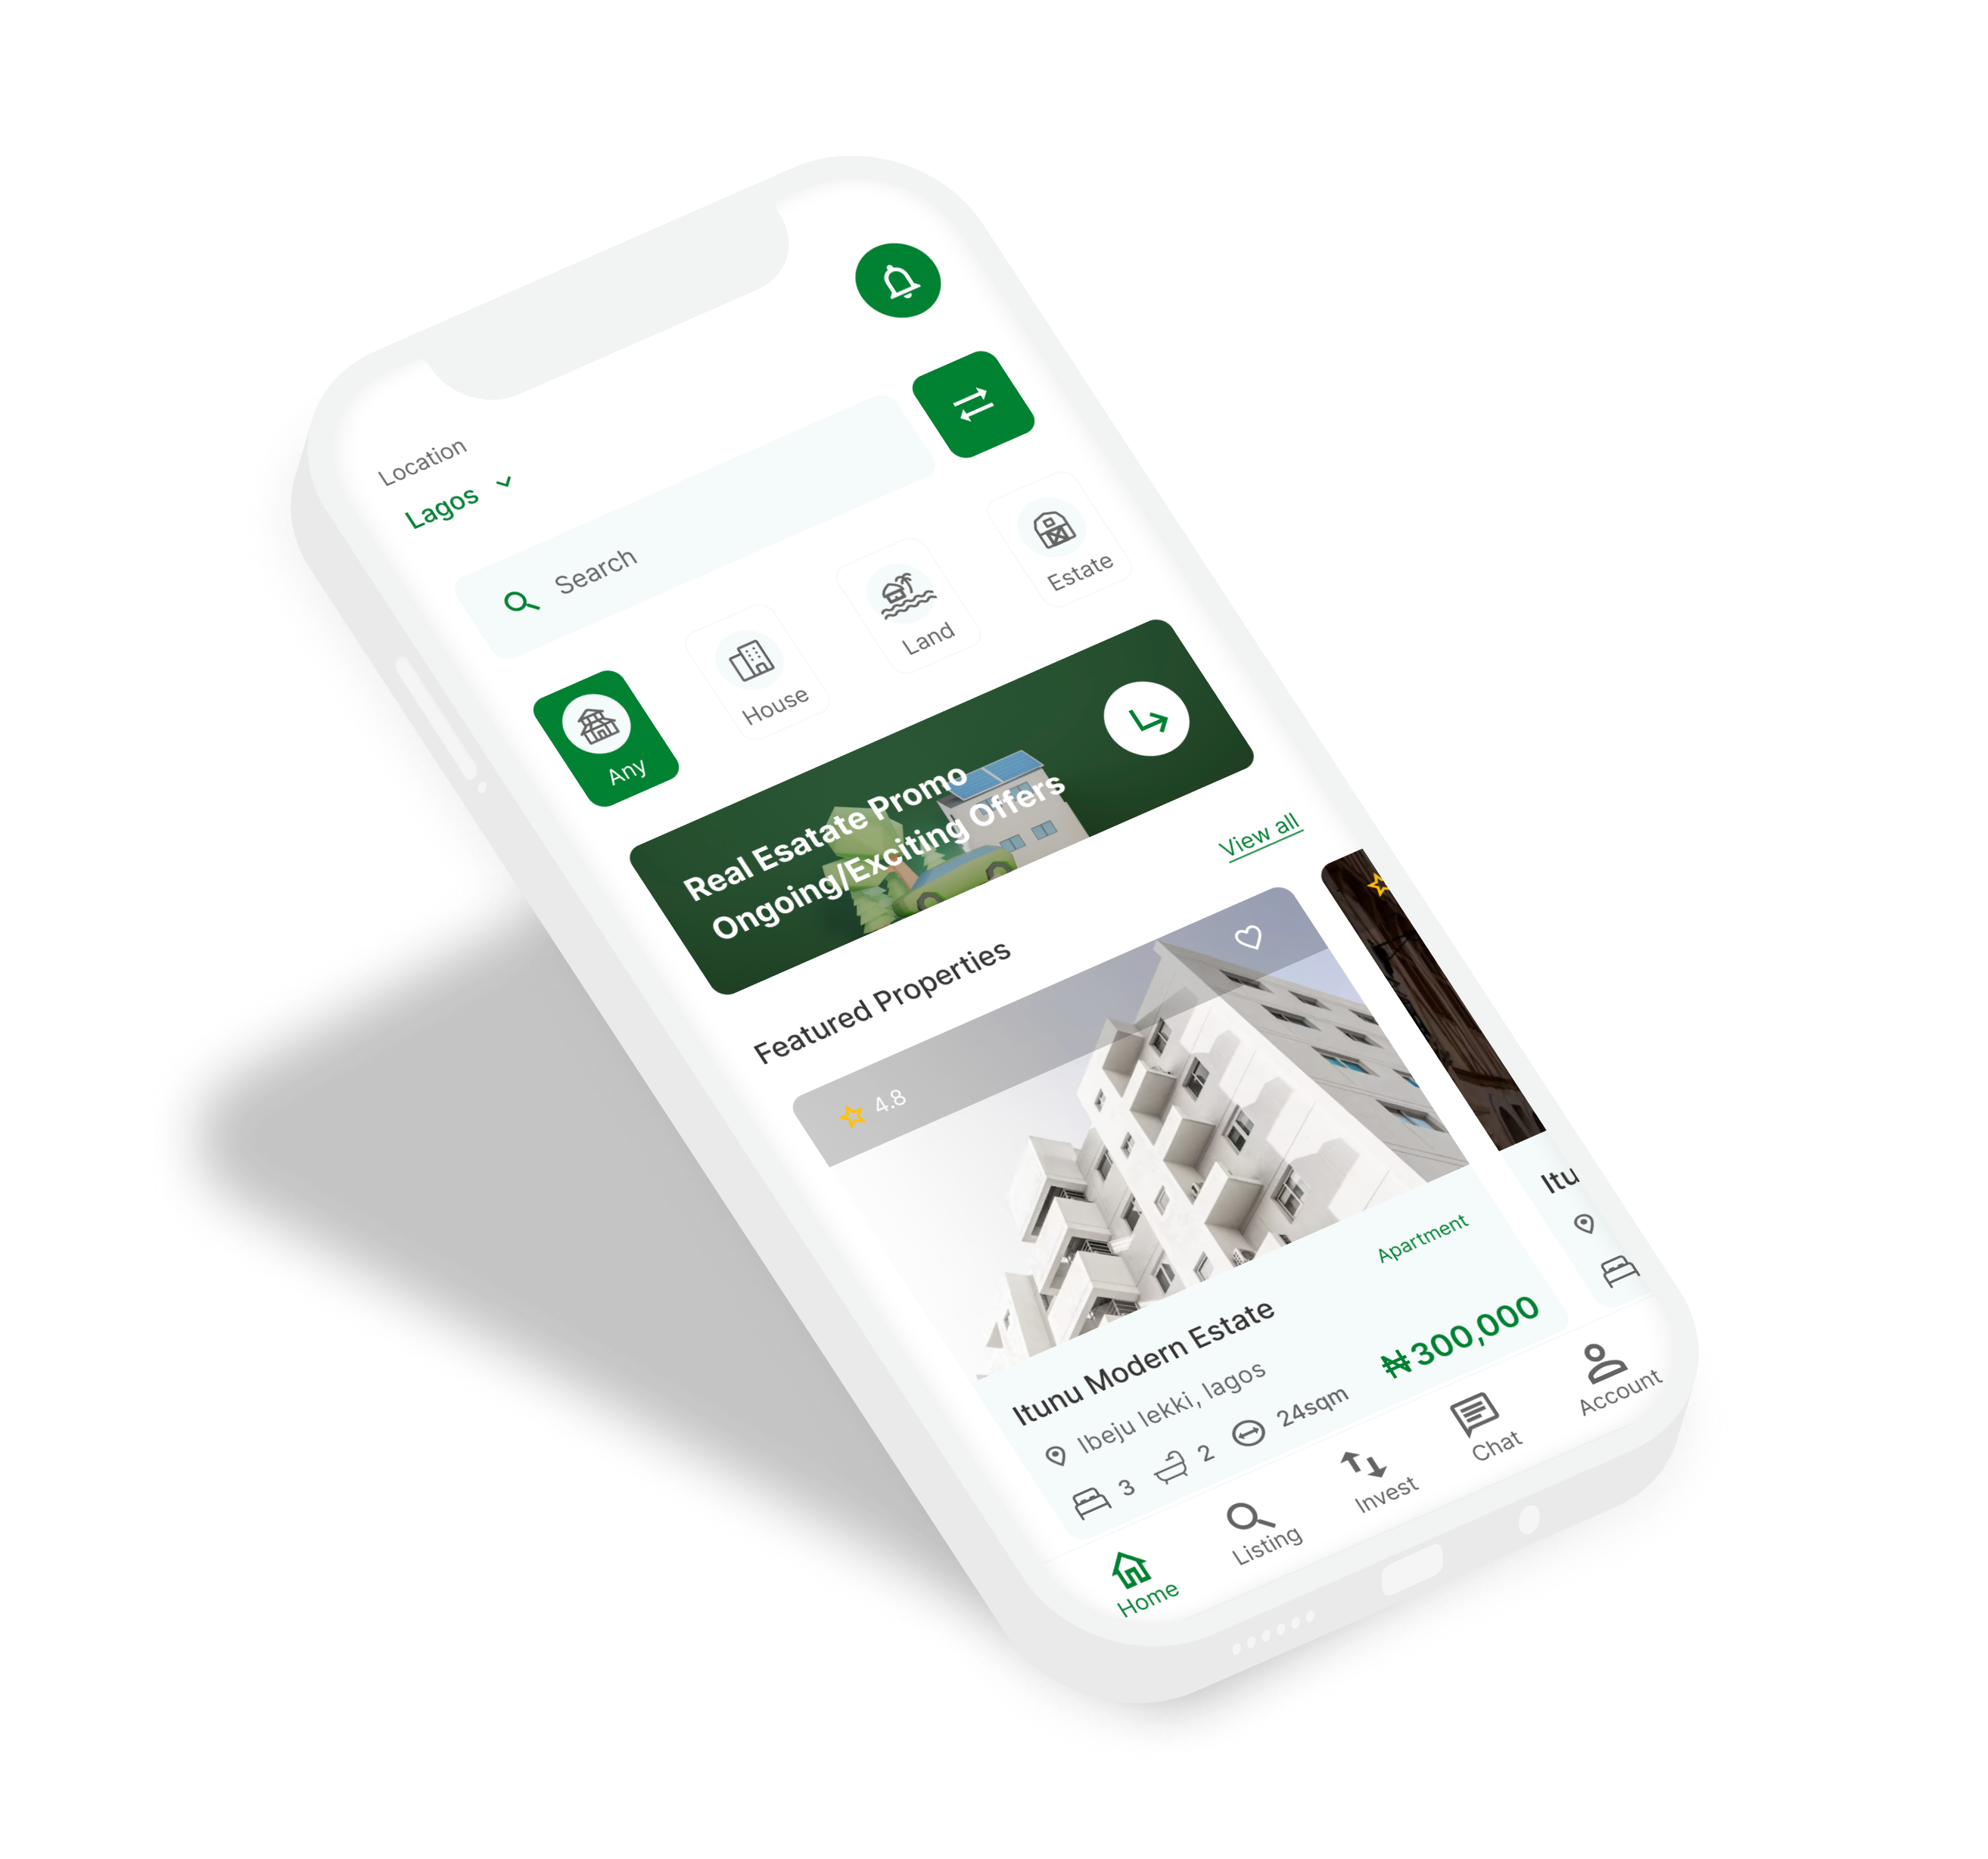 Location
Lagos
Search
Any
House
Land
Estate
Real Esatate Promo
Ongoing/Exciting Offers
Featured Properties
View all
4.8
Apartment
Itunu Modern Estate
Ibeju lekki, lagos
₦300,000
3
2
24sqm
Itu
Home
Listing
Invest
Chat
Account